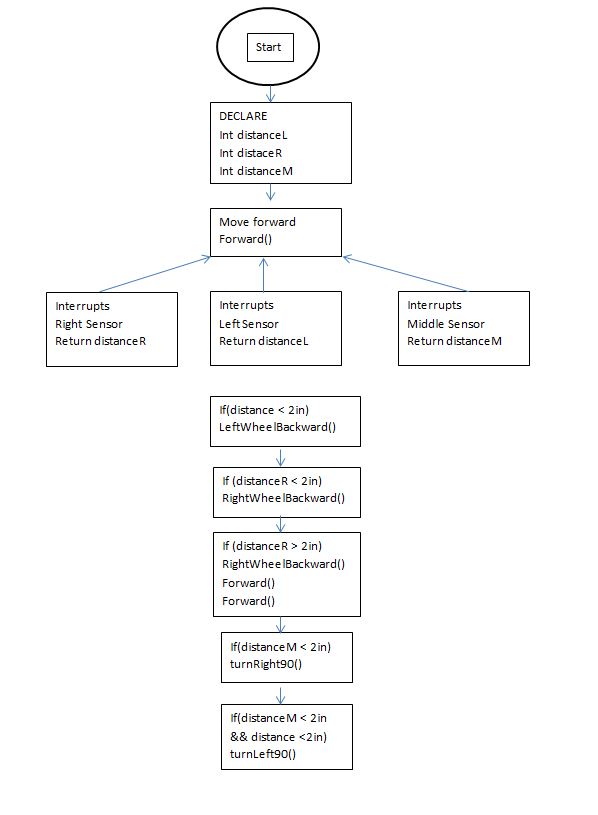 Start
DECLARE
Int distanceL
Int distaceR
Int distanceM
Move forward
Forward()
Interrupts
Right Sensor
Return distanceR
Interrupts
Left Sensor
Return distanceL
Interrupts
Middle Sensor
Return distanceM
If(distance < 2in)
LeftWheelBackward()
If (distanceR < 2in)
RightWheelBackward()
If (distanceR > 2in)
RightWheelBackward()
Forward()
Forward()
If(distanceM < 2in)
turnRight90()
If(distanceM < 2in
&& distance <2in)
turnLeft90()